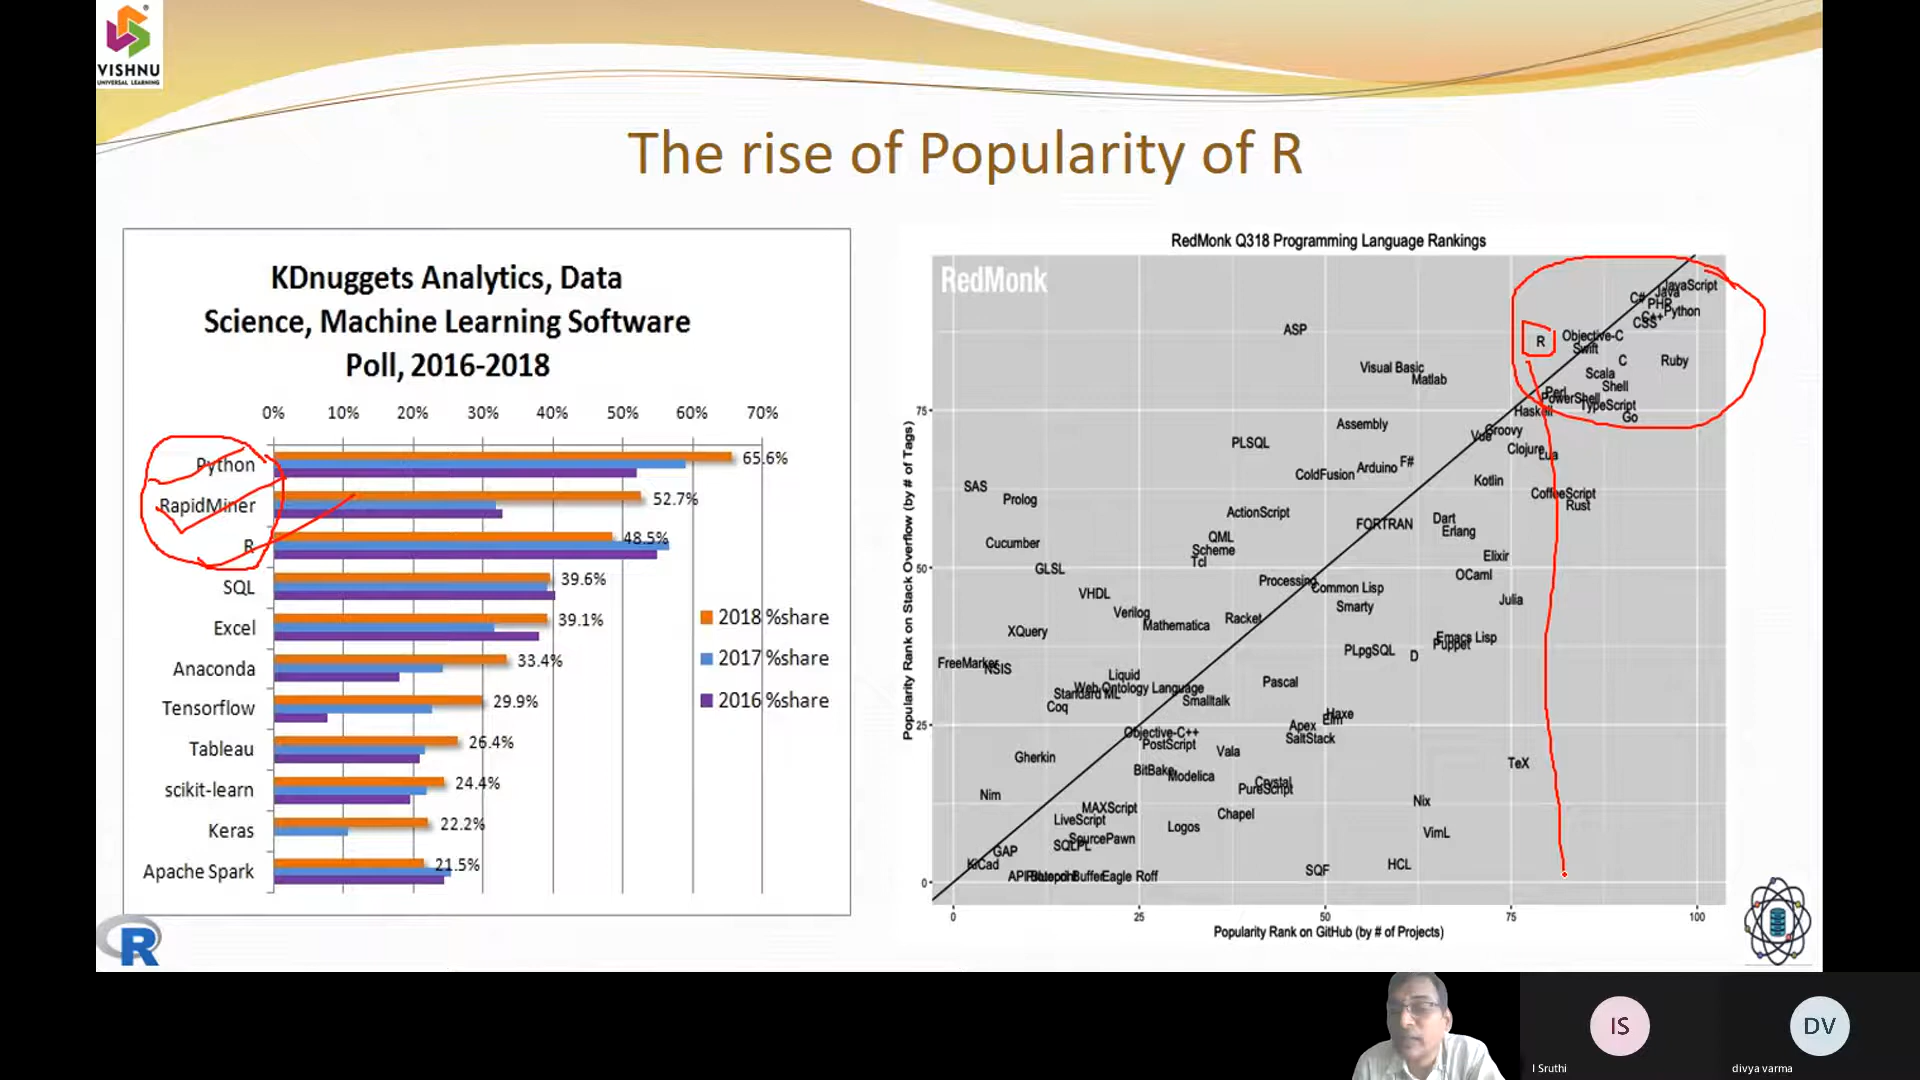 VISHNU
UNIVERSAL LEARNING
The rise of Popularity of R
KDnuggets Analytics, Data
Science, Machine Learning Software
Poll, 2016-2018
0% 10% 20% 30% 40% 50% 60% 70%
Python 65.6%
RapidMiner 52.7%
R 48.5%
SQL 39.6%
Excel 39.1%
Anaconda 33.4%
Tensorflow 29.9%
Tableau 26.4%
scikit-learn 24.4%
Keras 22.2%
Apache Spark 21.5%
2018 %share
2017 %share
2016 %share
R
RedMonk Q318 Programming Language Rankings
RedMonk
Popularity Rank on Stack Overflow (by # of Tags)
75
50
25
0
JavaScript
C# Java
PHP
Python
C++
CSS
ASP
Objective-C
R
Swift
C Ruby
Visual Basic
Scala
Matlab
Shell
Perl
PowerShell
TypeScript
Haskell
Go
Assembly
Vue Groovy
PLSQL
Clojure Lua
ColdFusion Arduino F#
Kotlin
SAS
CoffeeScript
Prolog
Rust
ActionScript
FORTRAN Dart
Erlang
Cucumber
QML
Scheme
Tcl
Elixir
GLSL
OCaml
Processing
Common Lisp
VHDL
Julia
Smarty
Verilog
Racket
Mathematica
XQuery
Emacs Lisp
Puppet
PLpgSQL D
FreeMarker
NSIS
Liquid
Pascal
Web Ontology Language
Standard ML
Smalltalk
Coq
Haxe
Elm
Apex
Objective-C++
SaltStack
PostScript
Vala
Gherkin
TeX
BitBake
Modelica
Crystal
PureScript
Nim
Nix
MAXScript
Chapel
LiveScript
Logos
VimL
SourcePawn
SQLPL
GAP
KiCad
HCL
SQF
Eagle Roff
0 25 50 75 100
Popularity Rank on GitHub (by # of Projects)
IS
I Sruthi
DV
divya varma